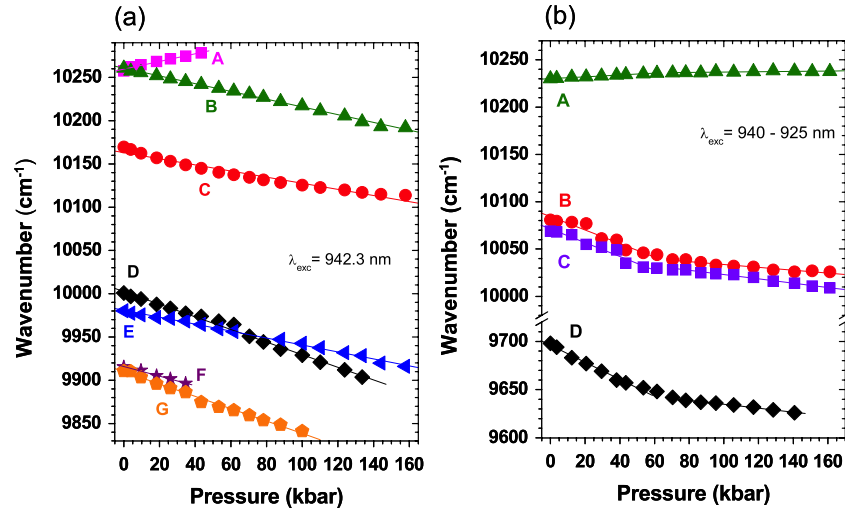 (a)
10250
10200
10150
10100
10050
10000
9950
9900
9850
Wavenumber (cm-1)
A
B
C
D
E
F
G
λexc= 942.3 nm
0 20 40 60 80 100 120 140 160
Pressure (kbar)
(b)
10250
10200
10150
10100
10050
10000
9700
9650
9600
Wavenumber (cm-1)
A
λexc= 940 - 925 nm
B
C
D
0 20 40 60 80 100 120 140 160
Pressure (kbar)